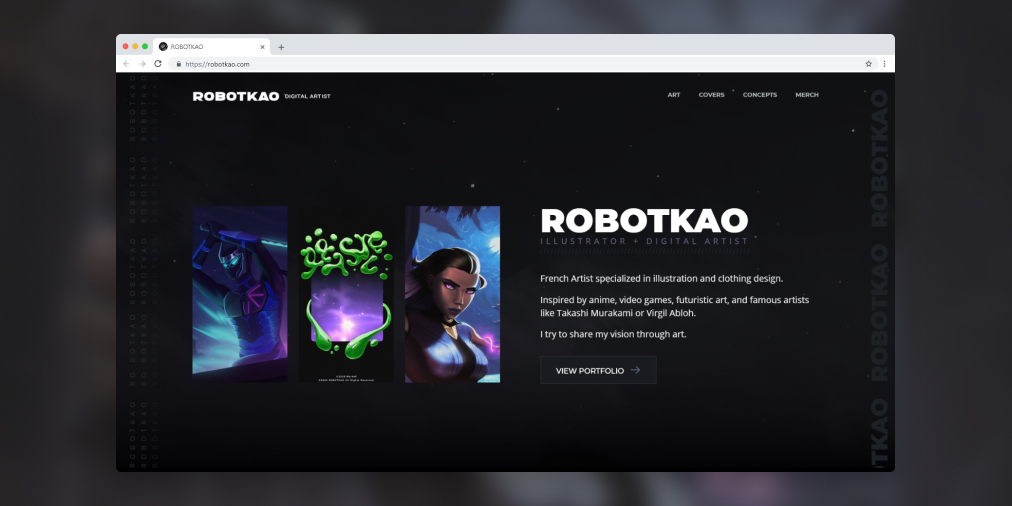 ROBOTKAO
https://robotkao.com
ROBOTKAO DIGITAL ARTIST
ART COVERS CONCEPTS MERCH
ROBOTKAO
ILLUSTRATOR + DIGITAL ARTIST
French Artist specialized in illustration and clothing design.
Inspired by anime, video games, futuristic art, and famous artists
like Takashi Murakami or Virgil Abloh.
I try to share my vision through art.
VIEW PORTFOLIO
ROBOTKAO
ROBOTKAO
TKAO